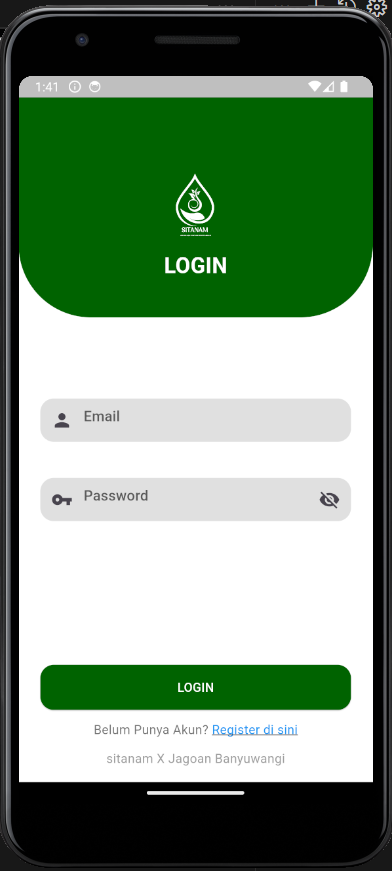 1:41
SITANAM
LOGIN
Email
Password
LOGIN
Belum Punya Akun? Register di sini
sitanam X Jagoan Banyuwangi